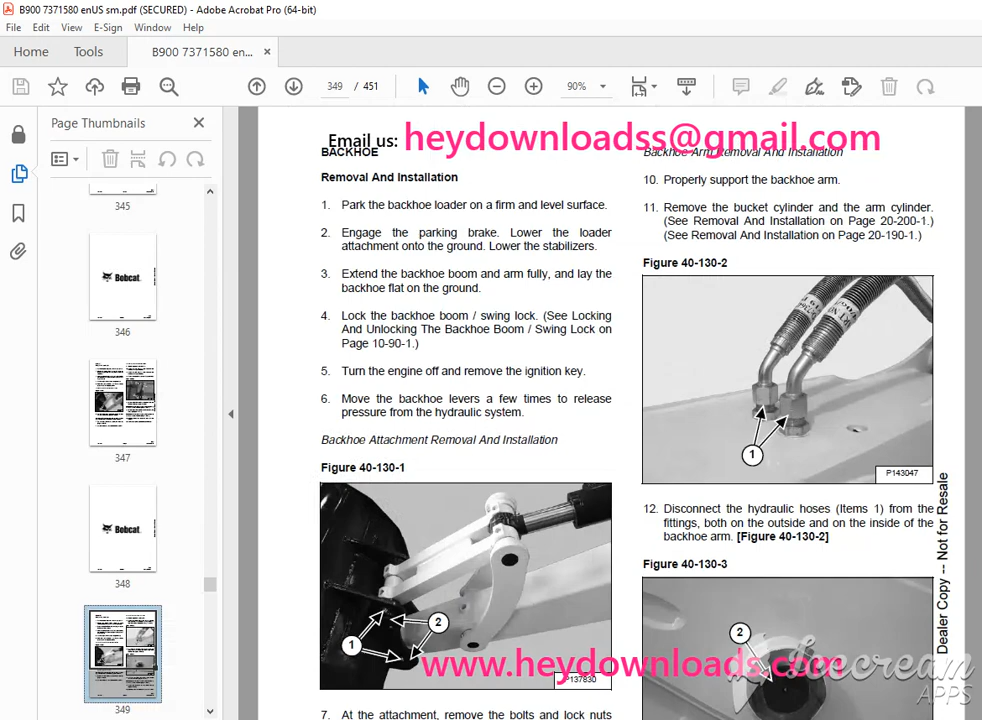 B900 7371580 enUS sm.pdf (SECURED) - Adobe Acrobat Pro (64-bit)
File Edit View E-Sign Window Help
Home Tools B900 7371580 en... ×
349 / 451 90%
Page Thumbnails
345
Bobcat
346
347
Bobcat
348
349
Email us: heydownloadss@gmail.com
BACKHOE
Removal And Installation
1. Park the backhoe loader on a firm and level surface.
2. Engage the parking brake. Lower the loader
attachment onto the ground. Lower the stabilizers.
3. Extend the backhoe boom and arm fully, and lay the
backhoe flat on the ground.
4. Lock the backhoe boom / swing lock. (See Locking
And Unlocking The Backhoe Boom / Swing Lock on
Page 10-90-1.)
5. Turn the engine off and remove the ignition key.
6. Move the backhoe levers a few times to release
pressure from the hydraulic system.
Backhoe Attachment Removal And Installation
Figure 40-130-1
1
2
P137830
7. At the attachment, remove the bolts and lock nuts
Backhoe Arm Removal And Installation
10. Properly support the backhoe arm.
11. Remove the bucket cylinder and the arm cylinder.
(See Removal And Installation on Page 20-200-1.)
(See Removal And Installation on Page 20-190-1.)
Figure 40-130-2
1
P143047
12. Disconnect the hydraulic hoses (Items 1) from the
fittings, both on the outside and on the inside of the
backhoe arm. [Figure 40-130-2]
Figure 40-130-3
2
www.heydownloads.com
Dealer Copy -- Not for Resale
Icecream
APPS